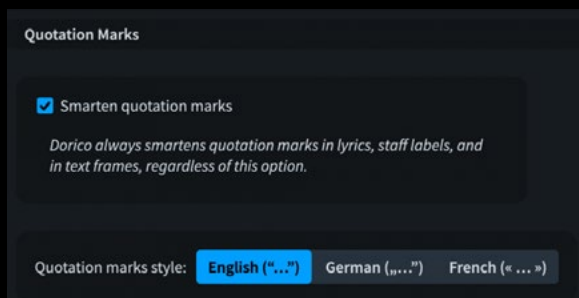 Quotation Marks
Smarten quotation marks
Dorico always smartens quotation marks in lyrics, staff labels, and
in text frames, regardless of this option.
Quotation marks style: English (“...”) German („...”) French (« ... »)